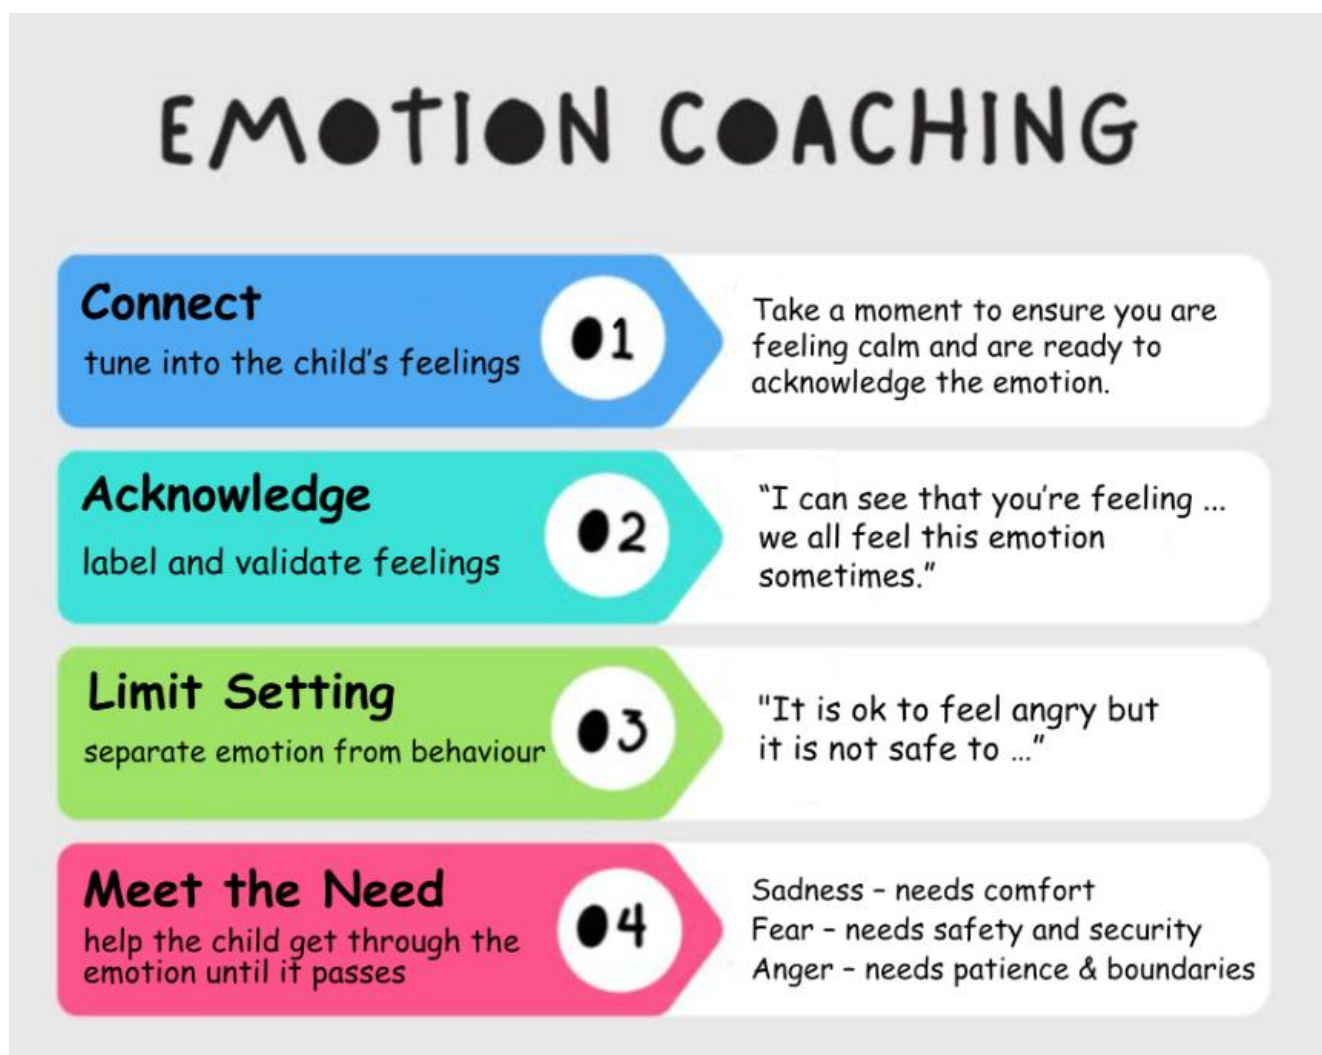 EMOTION COACHING
Connect
tune into the child's feelings
01
Take a moment to ensure you are
feeling calm and are ready to
acknowledge the emotion.
Acknowledge
label and validate feelings
02
“I can see that you're feeling ...
we all feel this emotion
sometimes.”
Limit Setting
separate emotion from behaviour
03
"It is ok to feel angry but
it is not safe to ...”
Meet the Need
help the child get through the
emotion until it passes
04
Sadness - needs comfort
Fear - needs safety and security
Anger - needs patience & boundaries